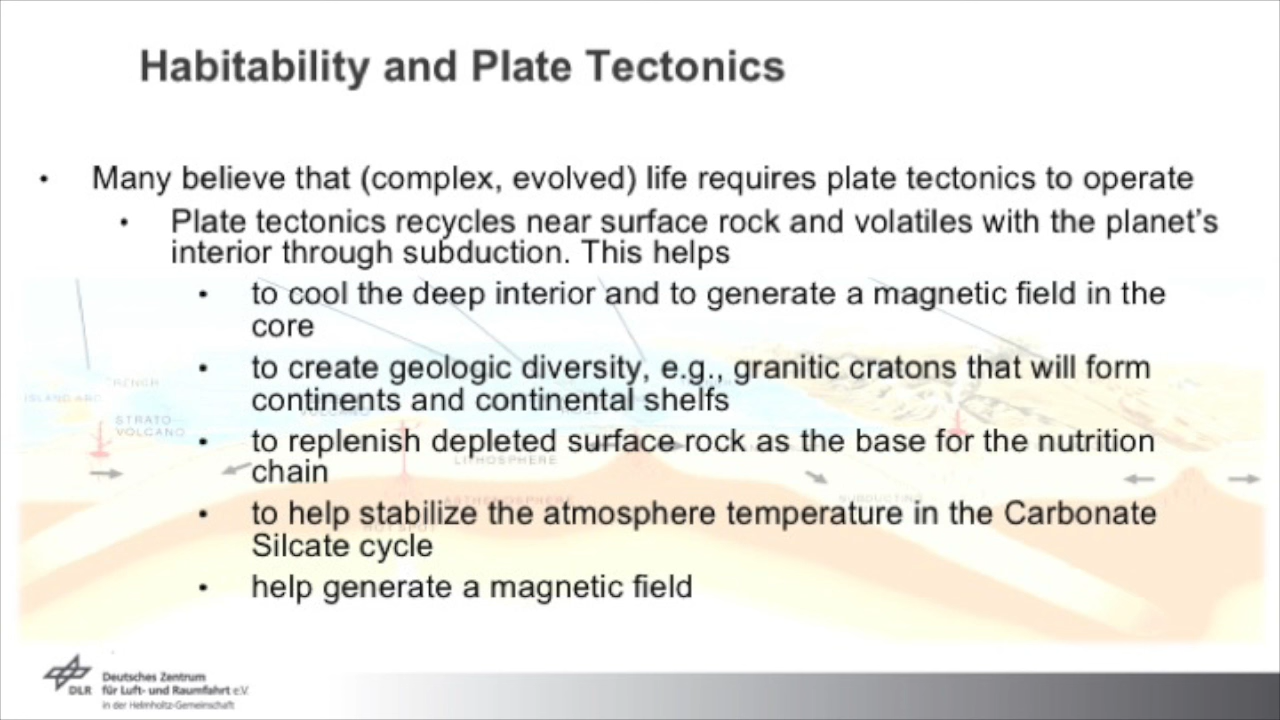 Habitability and Plate Tectonics
• Many believe that (complex, evolved) life requires plate tectonics to operate
• Plate tectonics recycles near surface rock and volatiles with the planet's
interior through subduction. This helps
• to cool the deep interior and to generate a magnetic field in the
core
• to create geologic diversity, e.g., granitic cratons that will form
continents and continental shelfs
• to replenish depleted surface rock as the base for the nutrition
chain
• to help stabilize the atmosphere temperature in the Carbonate
Silcate cycle
• help generate a magnetic field
TRENCH
ISLAND ARC
STRATO
VOLCANO
VOLCANO
LITHOSPHERE
ASTHENOSPHERE
HOT SPOT
SUBDUCTING
DLR
Deutsches Zentrum
für Luft- und Raumfahrt e.V.
in der Helmholtz-Gemeinschaft